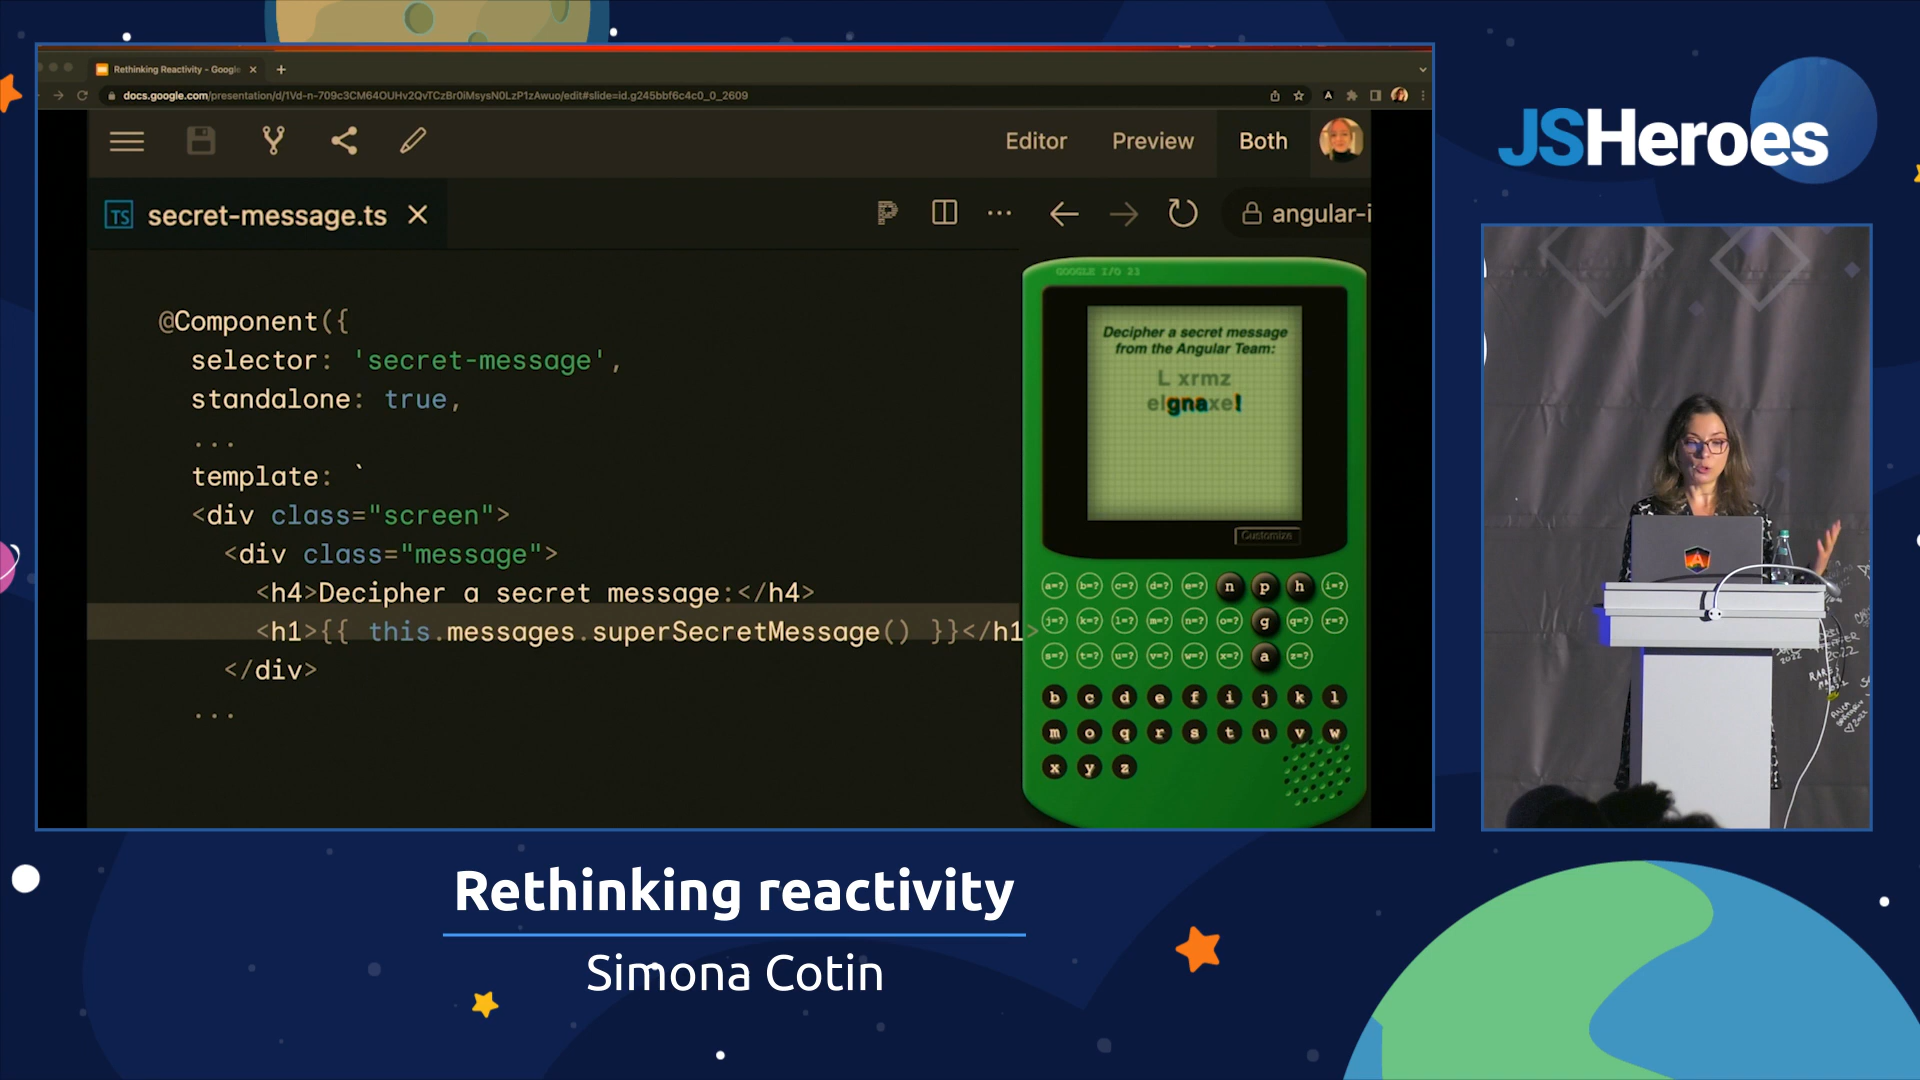 Rethinking Reactivity - Google
docs.google.com/presentation/d/1Vd-n-709c3CM64OUHv2QvTCzBr0iMsysN0LzP1zAwuo/edit#slide=id.g245bbf6c4c0_0_2609
Editor Preview Both
TS secret-message.ts
angular-i
@Component({
selector: 'secret-message',
standalone: true,
...
template: `
<div class="screen">
<div class="message">
<h4>Decipher a secret message:</h4>
<h1>{{ this.messages.superSecretMessage() }}</h1>
</div>
...
GOOGLE I/O 23
Decipher a secret message
from the Angular Team:
L xrmz
elgnaxe!
Customize
a=? b=? c=? d=? e=? n p h i=?
j=? k=? l=? m=? n=? o=? g q=? r=?
s=? t=? u=? v=? w=? x=? a z=?
b c d e f i j k l
m o q r s t u v w
x y z
JSHeroes
Rethinking reactivity
Simona Cotin